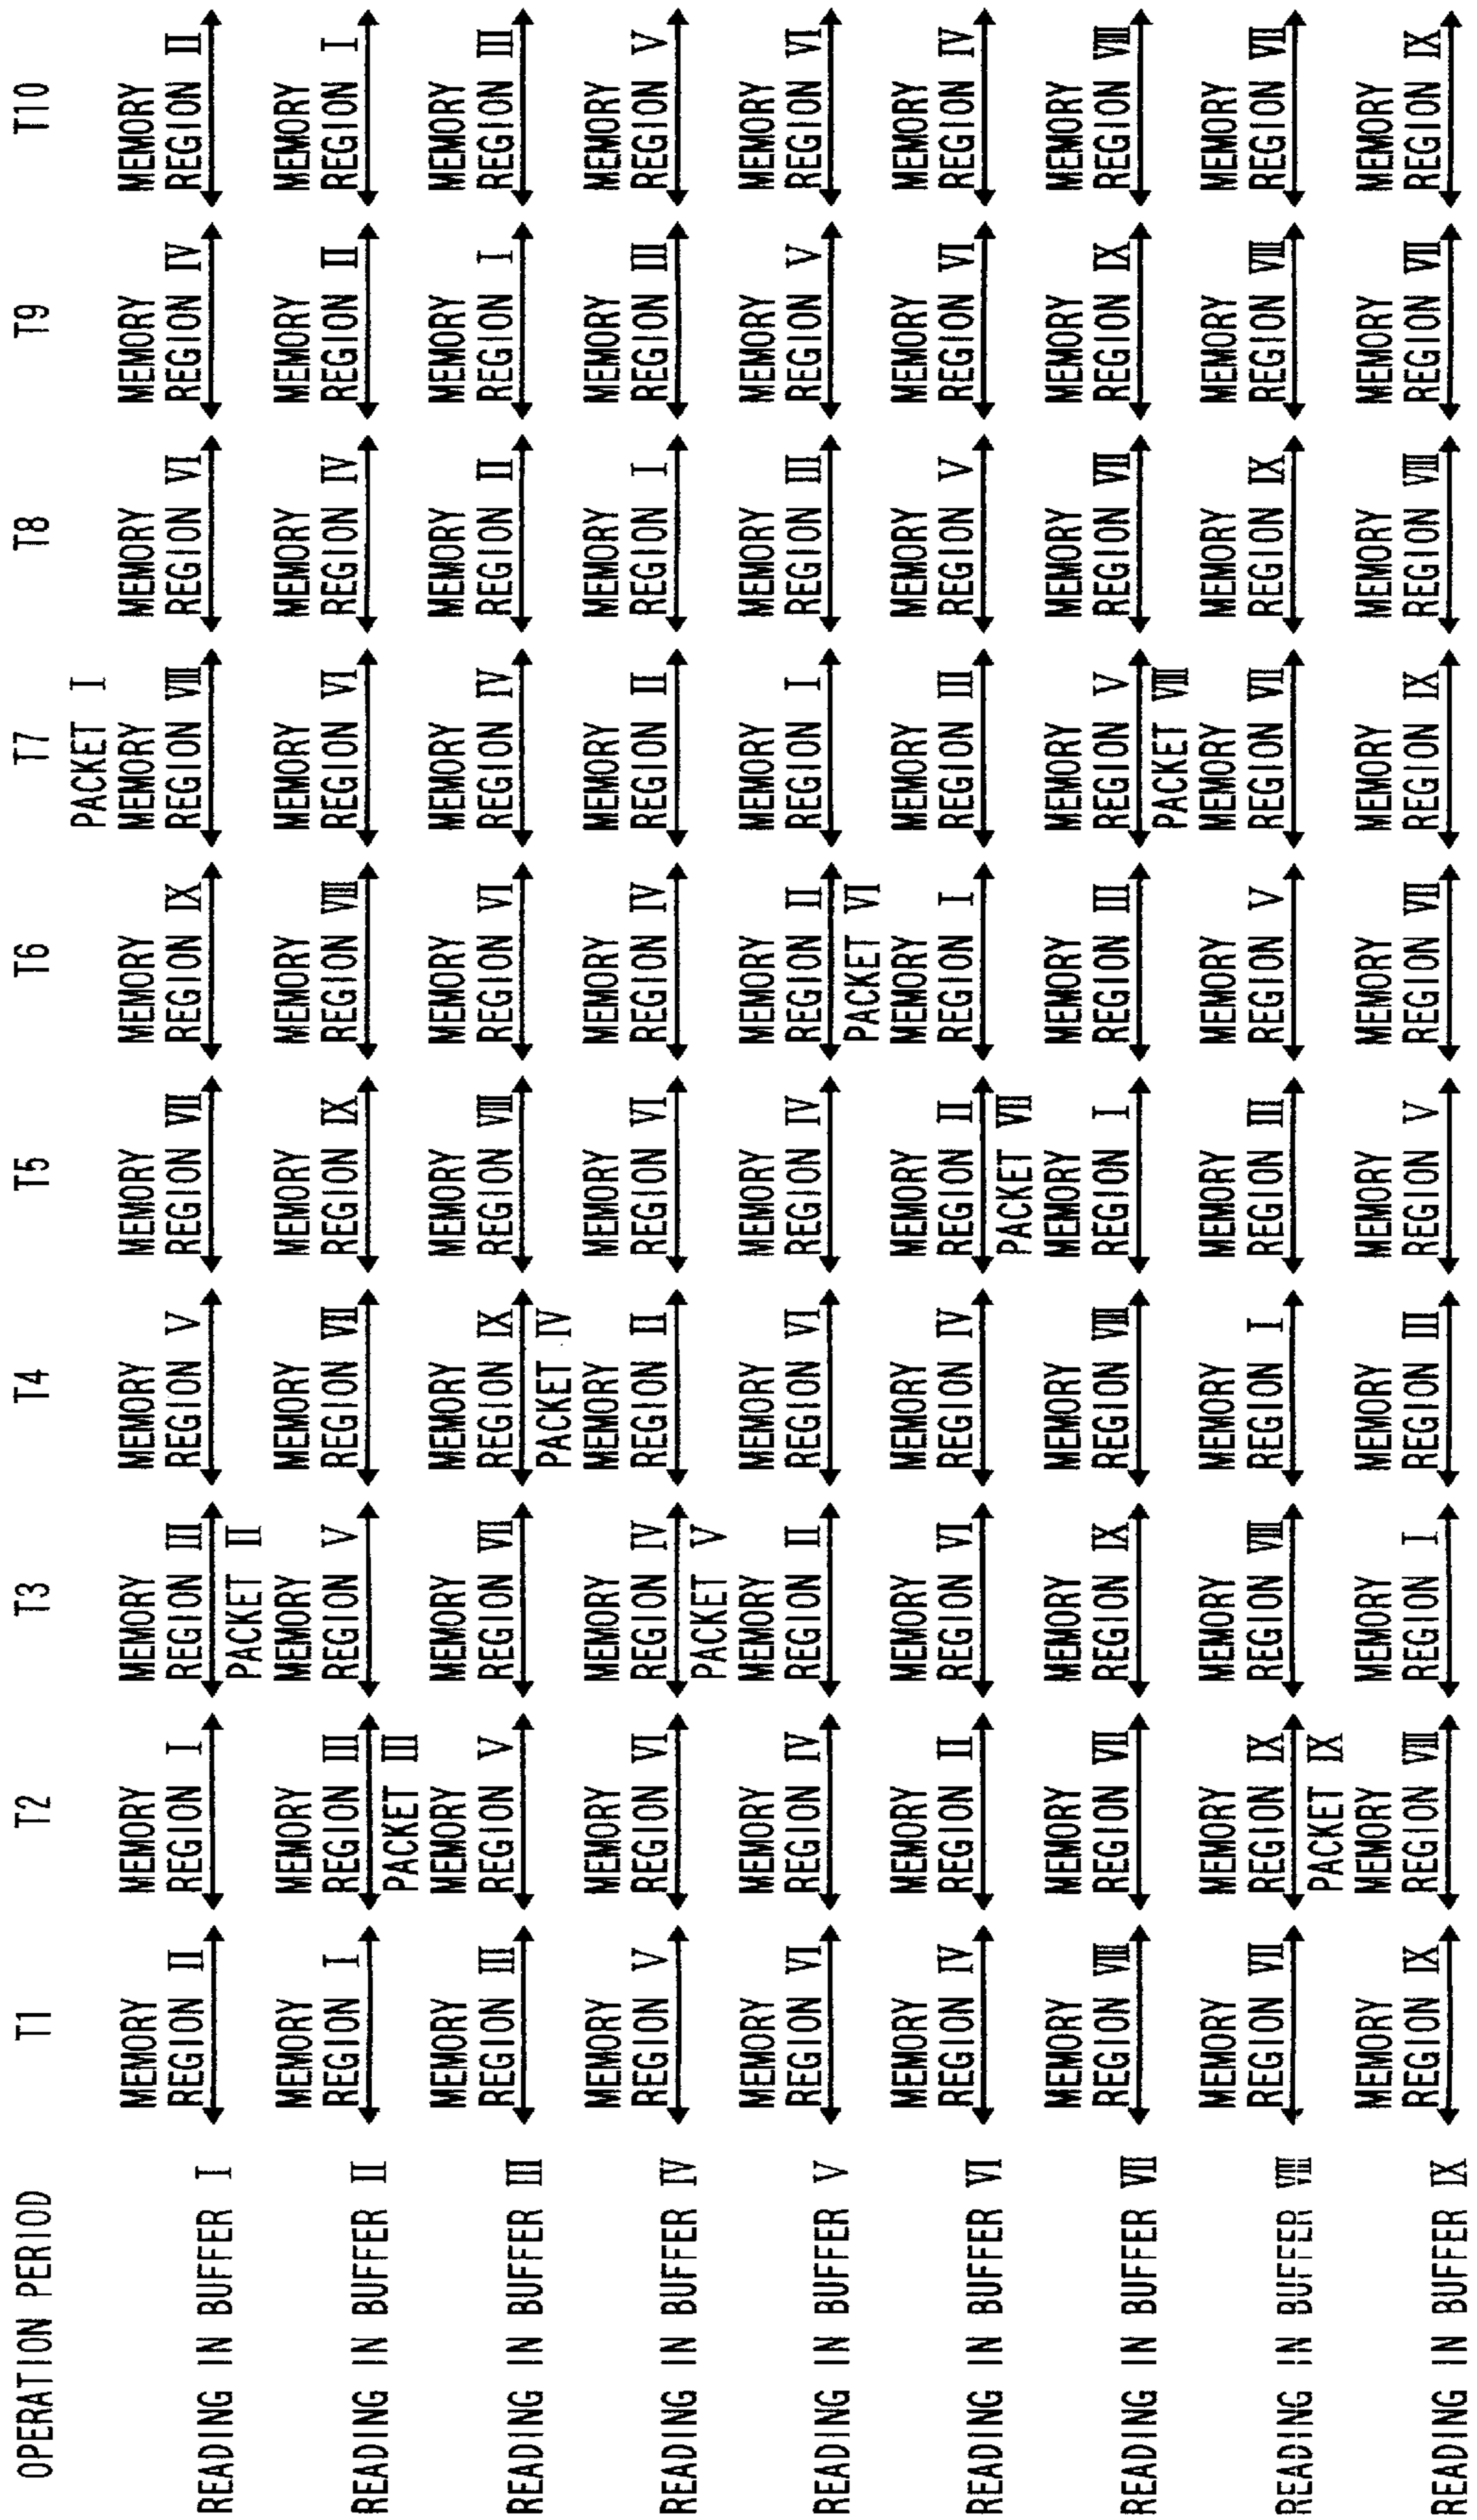 OPERATION PERIOD T1 T2 T3 T4 T5 T6 T7 T8 T9 T10
PACKET I
MEMORY MEMORY MEMORY MEMORY MEMORY MEMORY MEMORY MEMORY MEMORY MEMORY
READING IN BUFFER I REGION II REGION I REGION III REGION V REGION VII REGION IX REGION VIII REGION VI REGION IV REGION II
PACKET II
MEMORY MEMORY MEMORY MEMORY MEMORY MEMORY MEMORY MEMORY MEMORY MEMORY
READING IN BUFFER II REGION I REGION III REGION V REGION VII REGION IX REGION VIII REGION VI REGION IV REGION II REGION I
PACKET III
MEMORY MEMORY MEMORY MEMORY MEMORY MEMORY MEMORY MEMORY MEMORY MEMORY
READING IN BUFFER III REGION III REGION V REGION VII REGION IX REGION VIII REGION VI REGION IV REGION II REGION I REGION III
PACKET IV
MEMORY MEMORY MEMORY MEMORY MEMORY MEMORY MEMORY MEMORY MEMORY MEMORY
READING IN BUFFER IV REGION V REGION VI REGION IV REGION II REGION VI REGION IV REGION II REGION I REGION III REGION V
PACKET V
MEMORY MEMORY MEMORY MEMORY MEMORY MEMORY MEMORY MEMORY MEMORY MEMORY
READING IN BUFFER V REGION VI REGION IV REGION II REGION VI REGION IV REGION II REGION I REGION III REGION V REGION VI
PACKET VI
MEMORY MEMORY MEMORY MEMORY MEMORY MEMORY MEMORY MEMORY MEMORY MEMORY
READING IN BUFFER VI REGION IV REGION II REGION VI REGION IV REGION II REGION I REGION III REGION V REGION VI REGION IV
PACKET VII
MEMORY MEMORY MEMORY MEMORY MEMORY MEMORY MEMORY MEMORY MEMORY MEMORY
READING IN BUFFER VII REGION VIII REGION VII REGION IX REGION VIII REGION I REGION III REGION V REGION VII REGION IX REGION VIII
PACKET VIII
MEMORY MEMORY MEMORY MEMORY MEMORY MEMORY MEMORY MEMORY MEMORY MEMORY
READING IN BUFFER VIII REGION VII REGION IX REGION VIII REGION I REGION III REGION V REGION VII REGION IX REGION VIII REGION VII
PACKET IX
MEMORY MEMORY MEMORY MEMORY MEMORY MEMORY MEMORY MEMORY MEMORY MEMORY
READING IN BUFFER IX REGION IX REGION VIII REGION I REGION III REGION V REGION VII REGION IX REGION VIII REGION VII REGION IX